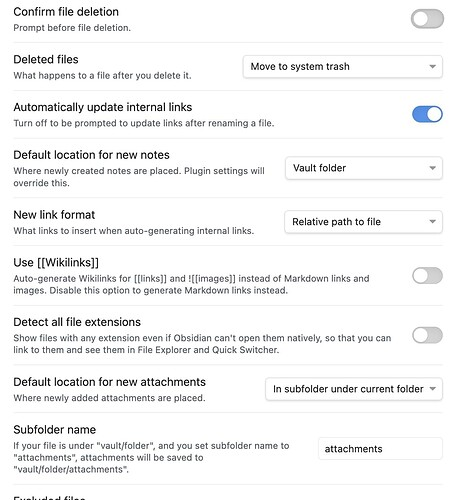 Confirm file deletion
Prompt before file deletion.
Deleted files
What happens to a file after you delete it.
Move to system trash
Automatically update internal links
Turn off to be prompted to update links after renaming a file.
Default location for new notes
Where newly created notes are placed. Plugin settings will
override this.
Vault folder
New link format
What links to insert when auto-generating internal links.
Relative path to file
Use [[Wikilinks]]
Auto-generate Wikilinks for [[links]] and ![[images]] instead of Markdown links and
images. Disable this option to generate Markdown links instead.
Detect all file extensions
Show files with any extension even if Obsidian can't open them natively, so that you can
link to them and see them in File Explorer and Quick Switcher.
Default location for new attachments
Where newly added attachments are placed.
In subfolder under current folder
Subfolder name
If your file is under "vault/folder", and you set subfolder name to
"attachments", attachments will be saved to
"vault/folder/attachments".
attachments
Excluded files